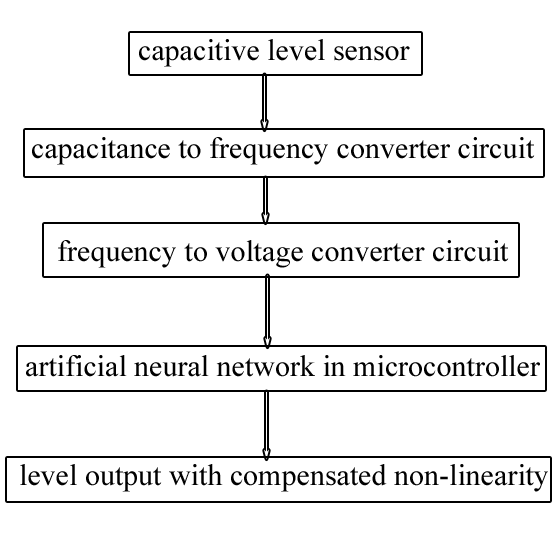 capacitive level sensor
capacitance to frequency converter circuit
frequency to voltage converter circuit
artificial neural network in microcontroller
level output with compensated non-linearity